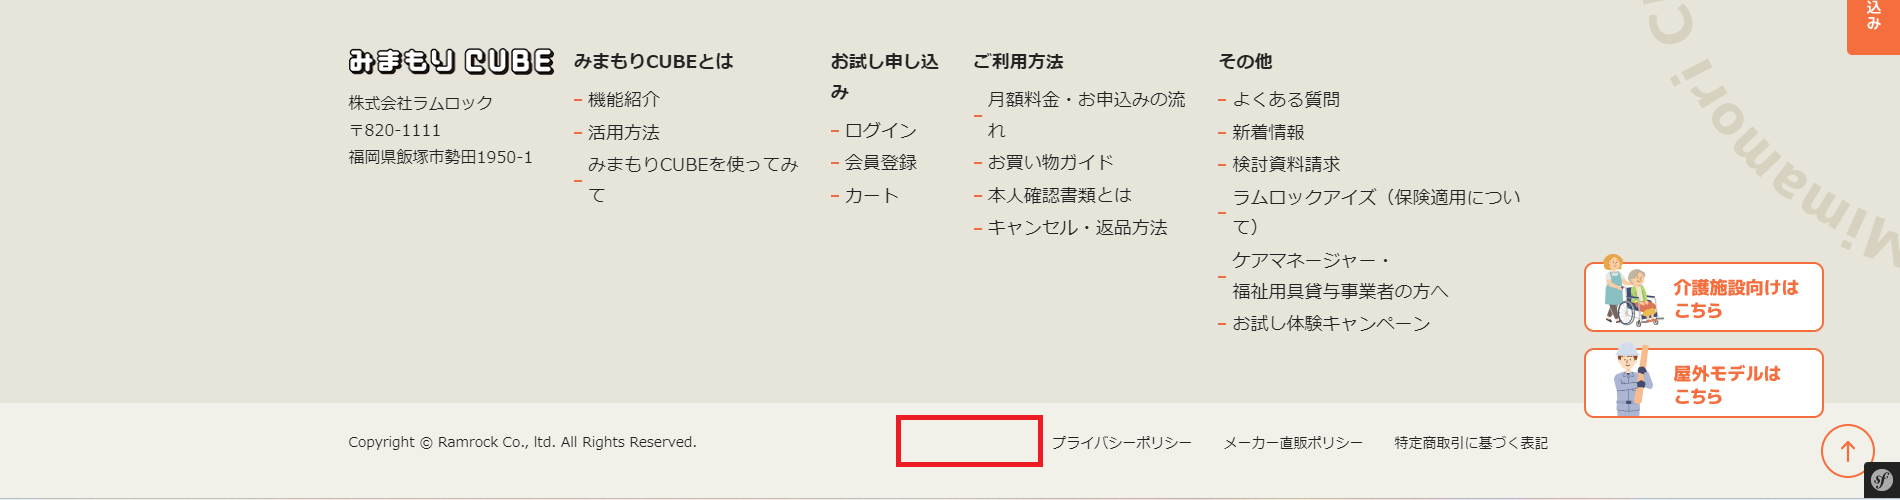 みまもり CUBE
株式会社ラムロック
〒820-1111
福岡県飯塚市勢田1950-1
みまもりCUBEとは
機能紹介
活用方法
みまもりCUBEを使ってみ
て
お試し申し込
み
ログイン
会員登録
カート
ご利用方法
月額料金・お申込みの流
れ
お買い物ガイド
本人確認書類とは
キャンセル・返品方法
その他
よくある質問
新着情報
検討資料請求
ラムロックアイズ（保険適用につい
て）
ケアマネージャー・
福祉用具貸与事業者の方へ
お試し体験キャンペーン
込み
Mimamori C
介護施設向けは
こちら
屋外モデルは
こちら
Copyright © Ramrock Co., ltd. All Rights Reserved.
プライバシーポリシー
メーカー直販ポリシー
特定商取引に基づく表記
sf